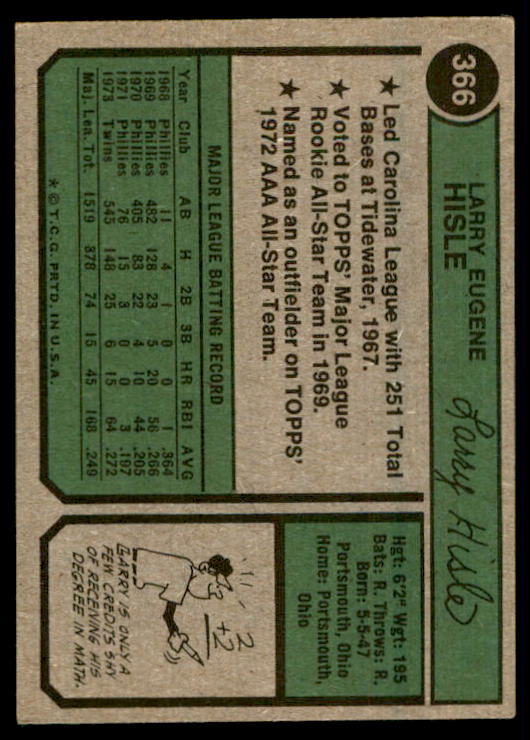 366
LARRY EUGENE
HISLE
Larry Hisle
★ Led Carolina League with 251 Total
Bases at Tidewater, 1967.
★ Voted to TOPPS' Major League
Rookie All-Star Team in 1969.
★ Named as an outfielder on TOPPS'
1972 AAA All-Star Team.
Hgt: 6'2" Wgt: 195
Bats: R. Throws: R.
Born: 5-5-47
Portsmouth, Ohio
Home: Portsmouth,
Ohio
MAJOR LEAGUE BATTING RECORD
Year Club AB H 2B 3B HR RBI AVG
1968 Phillies 11 4 1 0 0 1 .364
1969 Phillies 482 128 23 5 20 56 .266
1970 Phillies 405 83 22 4 10 44 .205
1971 Phillies 76 15 3 0 0 3 .197
1973 Twins 545 148 25 6 15 64 .272
Maj. Lea. Tot. 1519 378 74 15 45 168 .249
★ © T.C.G. PRTD. IN U.S.A.
2
+2
LARRY IS ONLY A
FEW CREDITS SHY
OF RECEIVING HIS
DEGREE IN MATH.